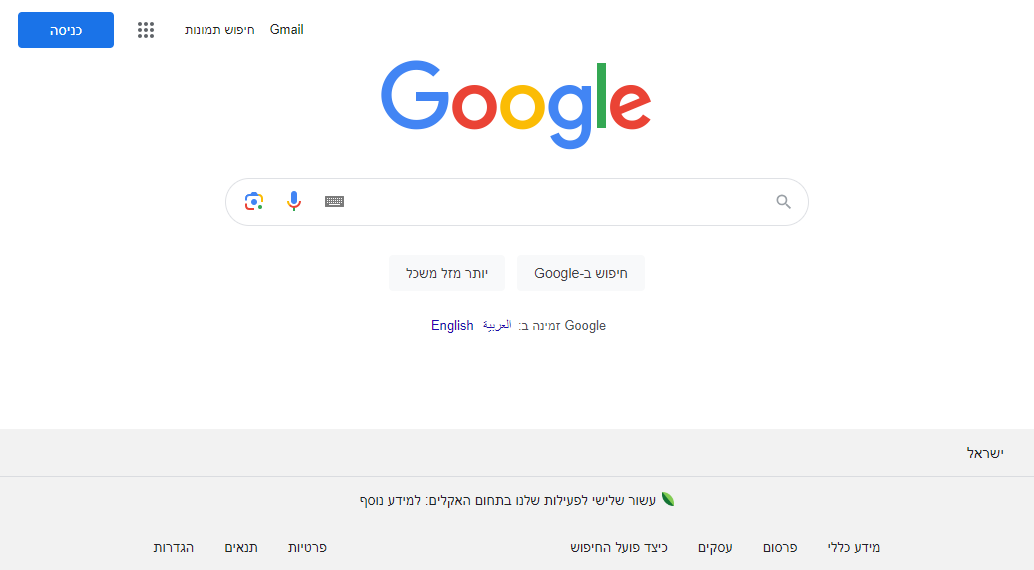 Gmail חיפוש תמונות כניסה
Google
חיפוש ב-Google יותר מזל משכל
Google זמינה ב: العربية English
ישראל
עשור שלישי לפעילות שלנו בתחום האקלים: למידע נוסף
מידע כללי פרסום עסקים כיצד פועל החיפוש פרטיות תנאים הגדרות